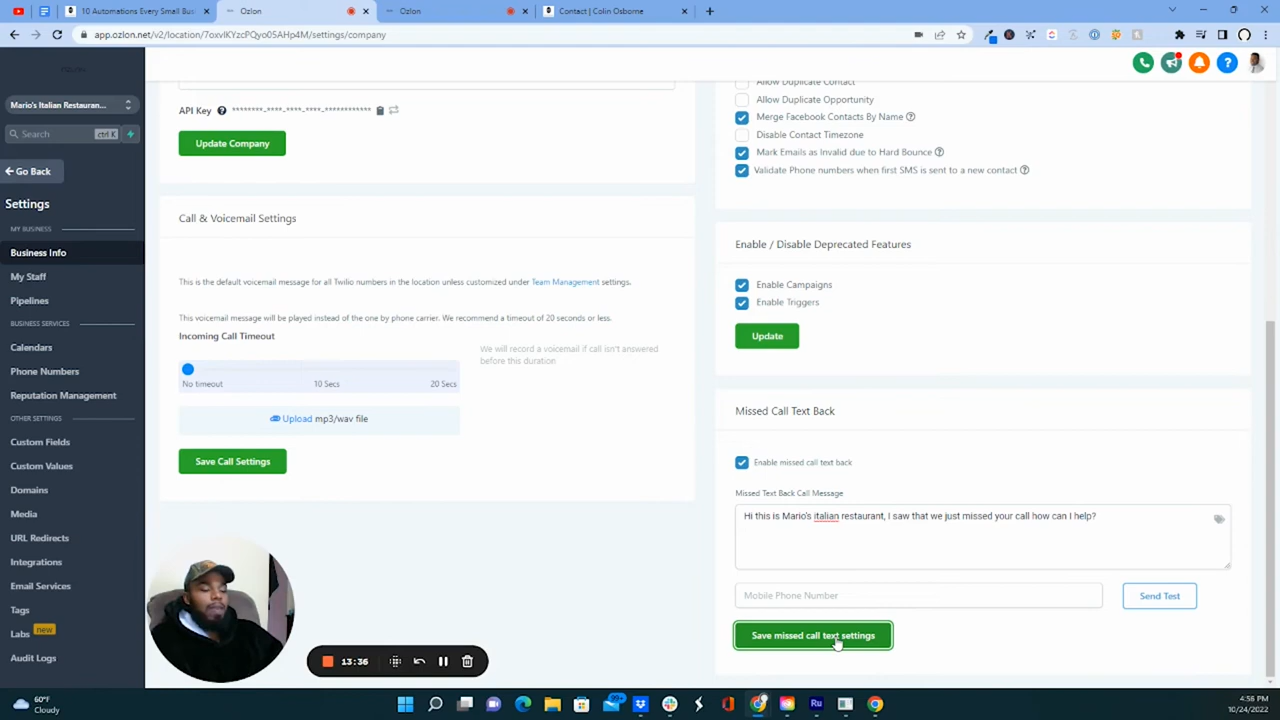 10 Automations Every Small Busi
Ozlon
Ozlon
Contact | Colin Osborne
app.ozlon.net/v2/location/7oxvIKYzcPQyo05AHp4M/settings/company
Mario's Italian Restauran...
Search
ctrl K
Go Back
Settings
MY BUSINESS
Business Info
My Staff
Pipelines
BUSINESS SERVICES
Calendars
Phone Numbers
Reputation Management
OTHER SETTINGS
Custom Fields
Custom Values
Domains
Media
URL Redirects
Integrations
Email Services
Tags
Labs new
Audit Logs
API Key ********-****-****-****-************
Update Company
Call & Voicemail Settings
This is the default voicemail message for all Twilio numbers in the location unless customized under Team Management settings.
This voicemail message will be played instead of the one by phone carrier. We recommend a timeout of 20 seconds or less.
Incoming Call Timeout
We will record a voicemail if call isn't answered
before this duration
No timeout 10 Secs 20 Secs
Upload mp3/wav file
Save Call Settings
Allow Duplicate Contact
Allow Duplicate Opportunity
Merge Facebook Contacts By Name
Disable Contact Timezone
Mark Emails as Invalid due to Hard Bounce
Validate Phone numbers when first SMS is sent to a new contact
Enable / Disable Deprecated Features
Enable Campaigns
Enable Triggers
Update
Missed Call Text Back
Enable missed call text back
Missed Text Back Call Message
Hi this is Mario's italian restaurant, I saw that we just missed your call how can I help?
Mobile Phone Number
Send Test
Save missed call text settings
13:36
60°F
Cloudy
99+
Ru
4:56 PM
10/24/2022